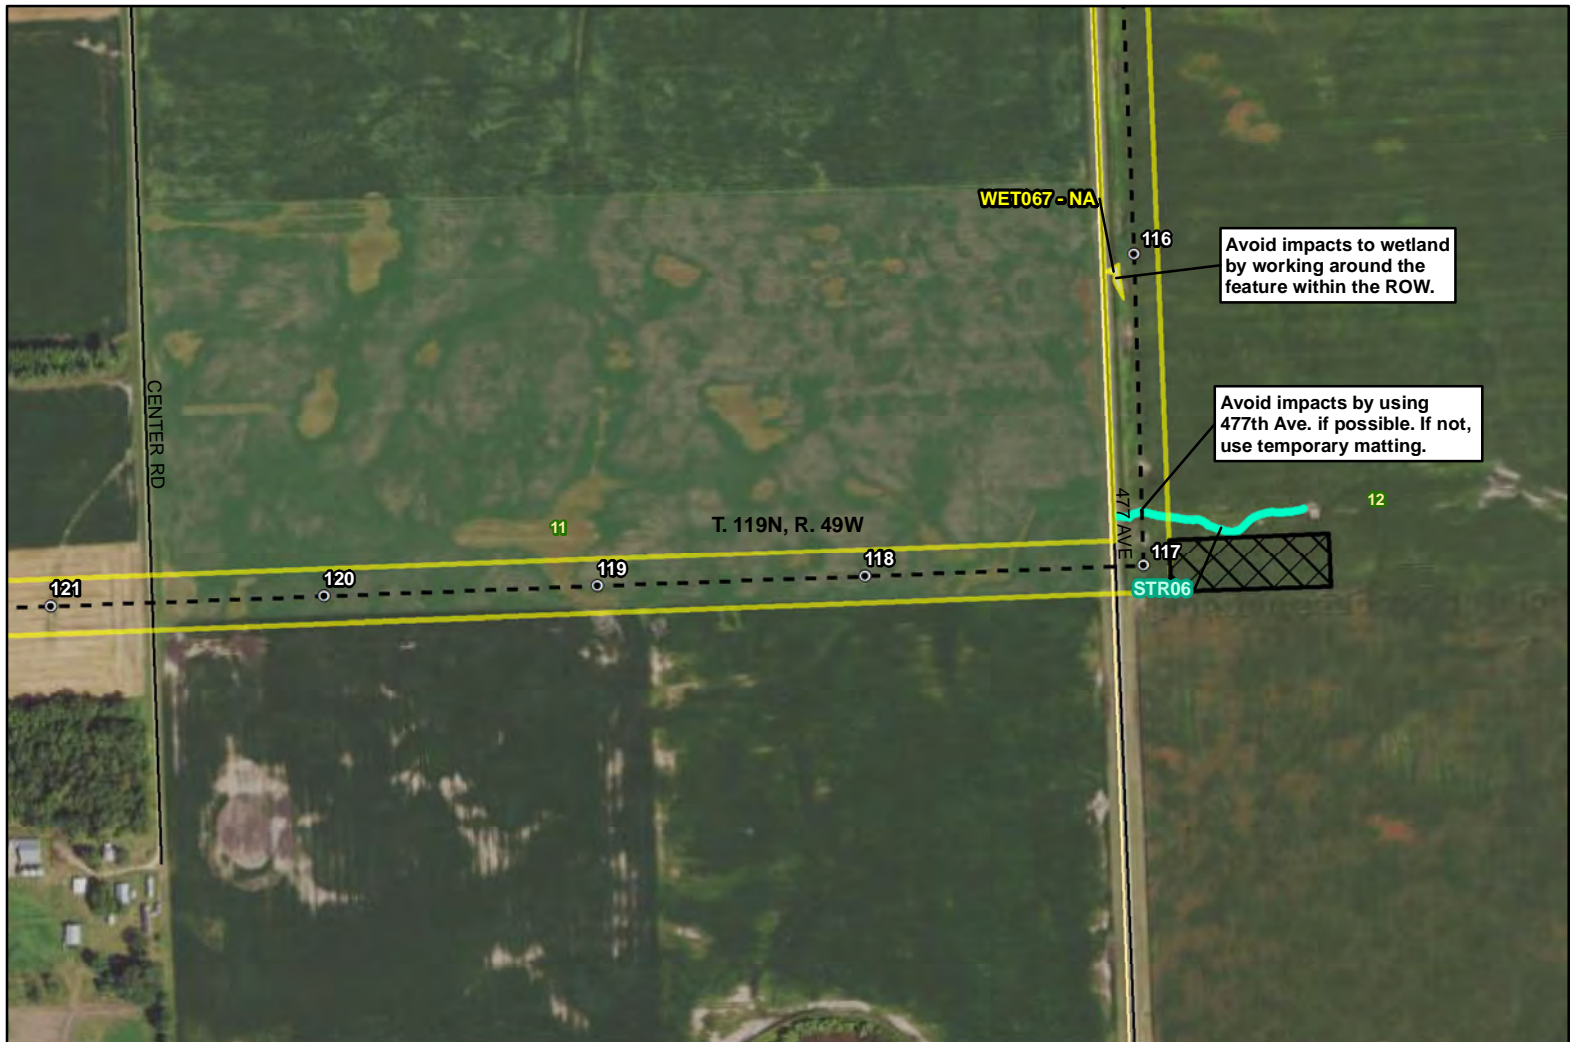 WET067 - NA
116
Avoid impacts to wetland
by working around the
feature within the ROW.
CENTER RD
Avoid impacts by using
477th Ave. if possible. If not,
use temporary matting.
477 AVE
12
11
T. 119N, R. 49W
117
118
119
120
121
STR06